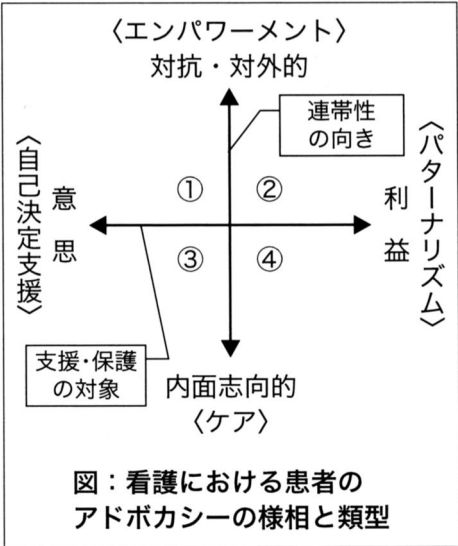 〈エンパワーメント〉
対抗・対外的
連帯性
の向き
〈自己決定支援〉
意思
①
②
③
④
利益
〈パターナリズム〉
支援・保護
の対象
内面志向的
〈ケア〉
図：看護における患者の
アドボカシーの様相と類型